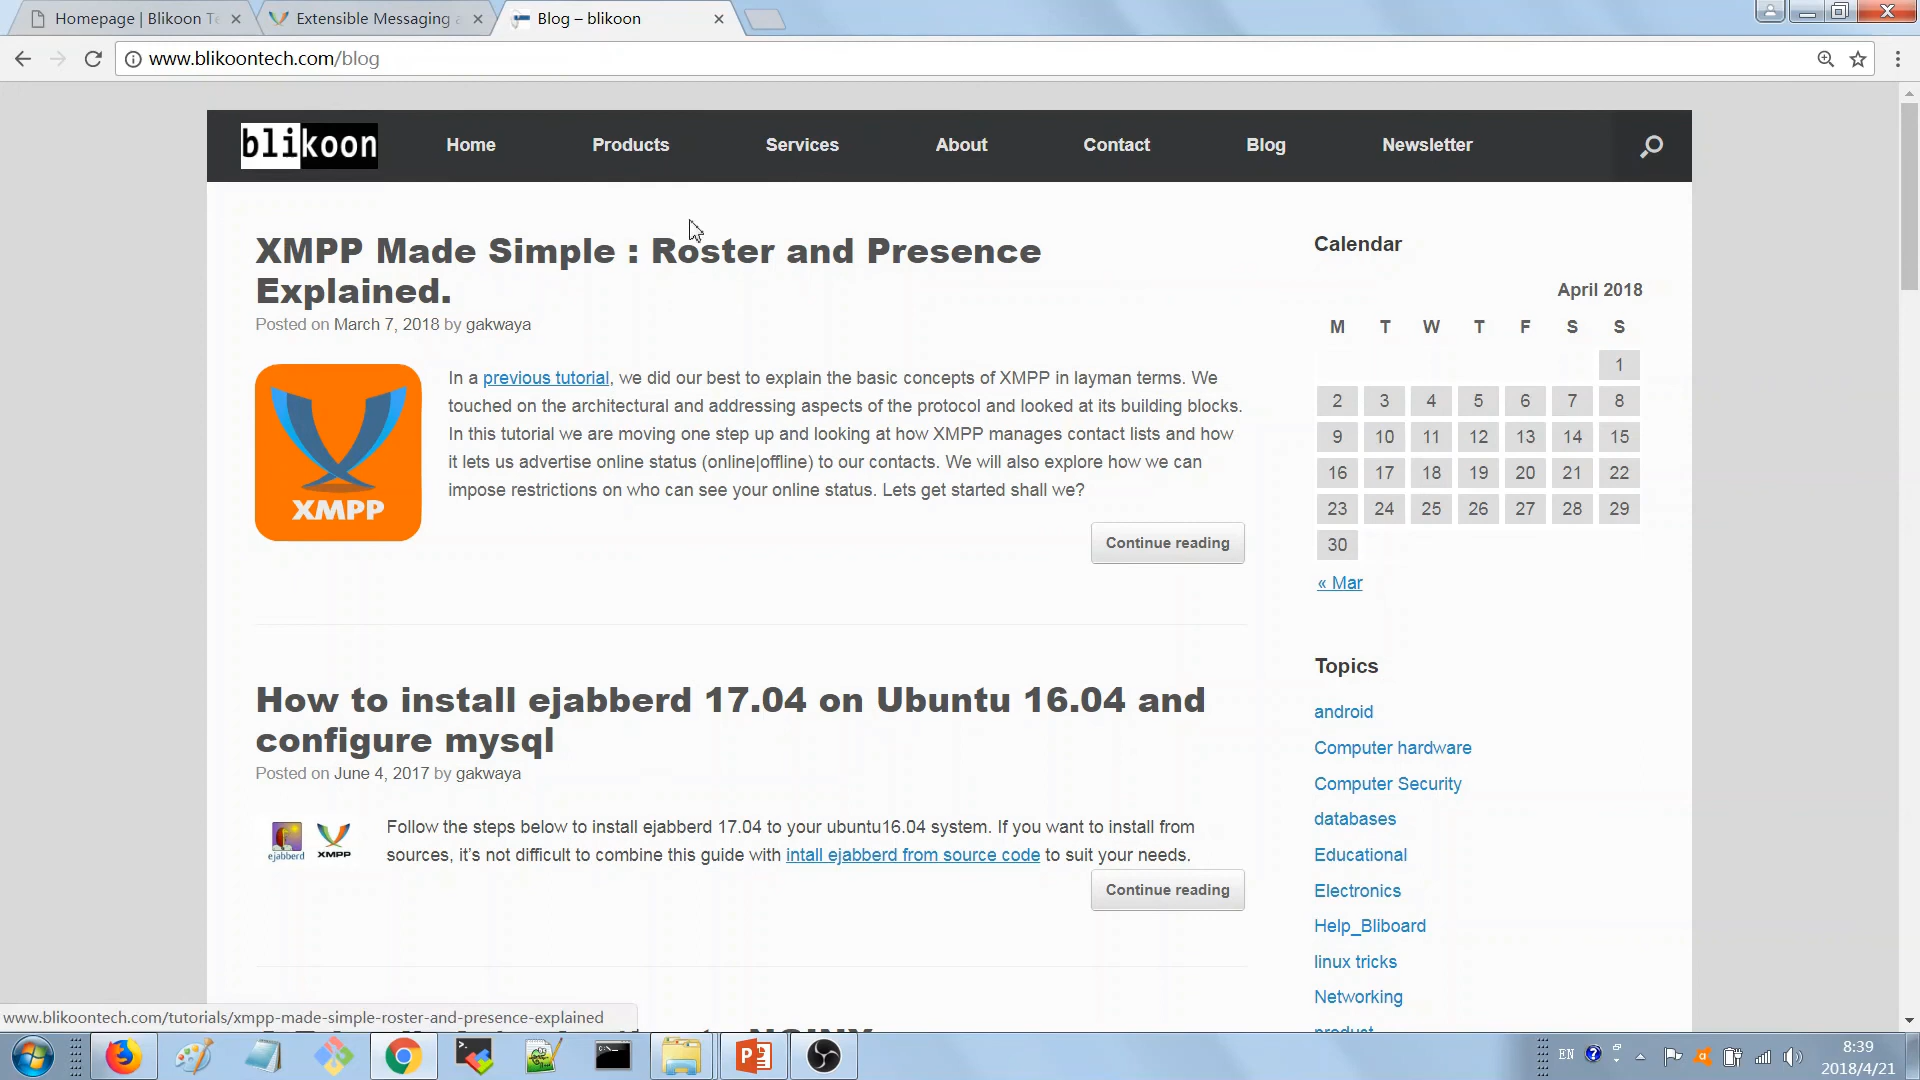 Homepage | Blikoon Te
Extensible Messaging a
Blog – blikoon
www.blikoontech.com/blog
blikoon
Home
Products
Services
About
Contact
Blog
Newsletter
XMPP Made Simple : Roster and Presence
Explained.
Posted on March 7, 2018 by gakwaya
XMPP
In a previous tutorial, we did our best to explain the basic concepts of XMPP in layman terms. We
touched on the architectural and addressing aspects of the protocol and looked at its building blocks.
In this tutorial we are moving one step up and looking at how XMPP manages contact lists and how
it lets us advertise online status (online|offline) to our contacts. We will also explore how we can
impose restrictions on who can see your online status. Lets get started shall we?
Continue reading
How to install ejabberd 17.04 on Ubuntu 16.04 and
configure mysql
Posted on June 4, 2017 by gakwaya
ejabberd
XMPP
Follow the steps below to install ejabberd 17.04 to your ubuntu16.04 system. If you want to install from
sources, it’s not difficult to combine this guide with intall ejabberd from source code to suit your needs.
Continue reading
Calendar
April 2018
M T W T F S S
1
2 3 4 5 6 7 8
9 10 11 12 13 14 15
16 17 18 19 20 21 22
23 24 25 26 27 28 29
30
« Mar
Topics
android
Computer hardware
Computer Security
databases
Educational
Electronics
Help_Bliboard
linux tricks
Networking
product
www.blikoontech.com/tutorials/xmpp-made-simple-roster-and-presence-explained
EN
8:39
2018/4/21